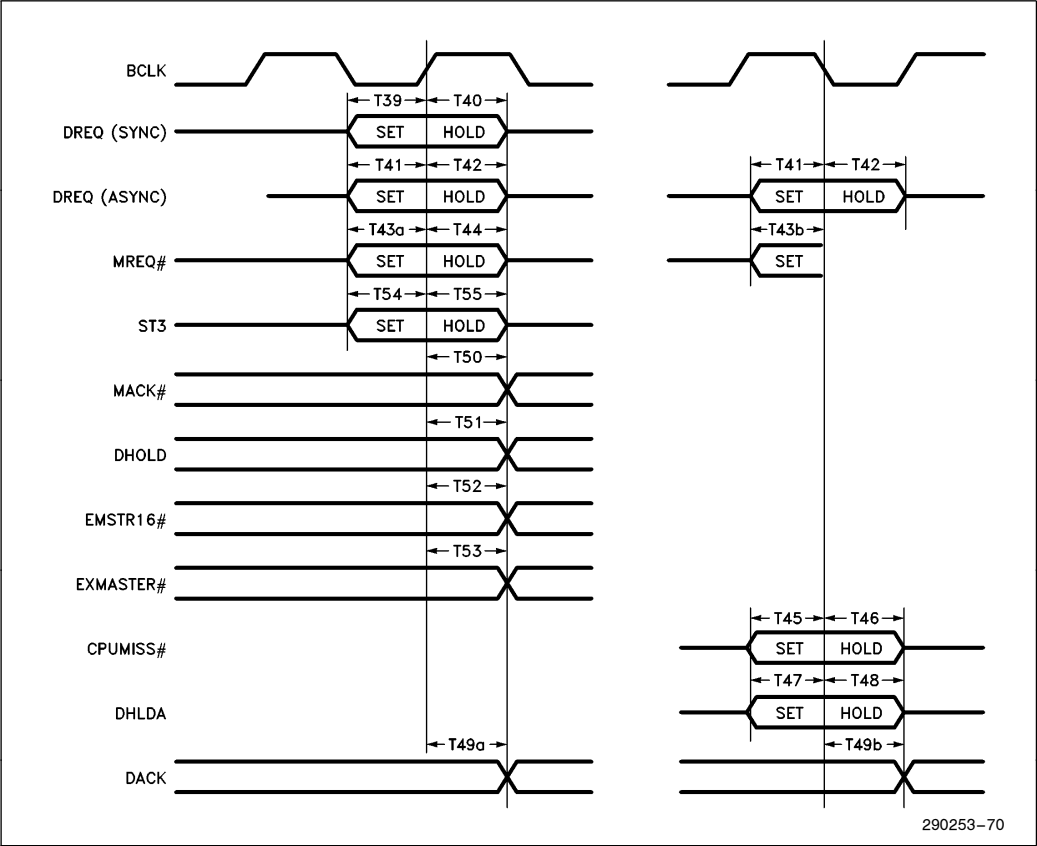 BCLK
T39 T40
DREQ (SYNC) SET HOLD
T41 T42 T41 T42
DREQ (ASYNC) SET HOLD SET HOLD
T43a T44 T43b
MREQ# SET HOLD SET
T54 T55
ST3 SET HOLD
T50
MACK#
T51
DHOLD
T52
EMSTR16#
T53
EXMASTER#
T45 T46
CPUMISS# SET HOLD
T47 T48
DHLDA SET HOLD
T49a T49b
DACK
290253-70